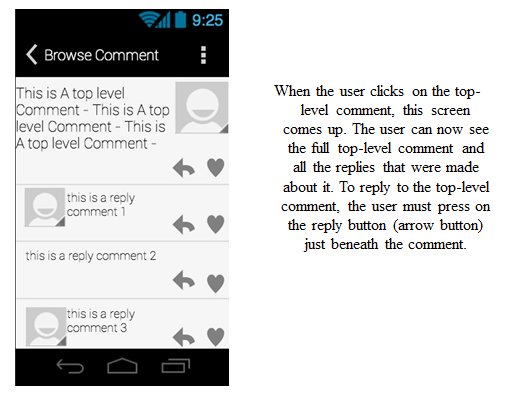 9:25
Browse Comment
This is A top level
Comment - This is A top
level Comment - This is
A top level Comment -
this is a reply
comment 1
this is a reply comment 2
this is a reply
comment 3
When the user clicks on the top-
level comment, this screen
comes up. The user can now see
the full top-level comment and
all the replies that were made
about it. To reply to the top-level
comment, the user must press on
the reply button (arrow button)
just beneath the comment.